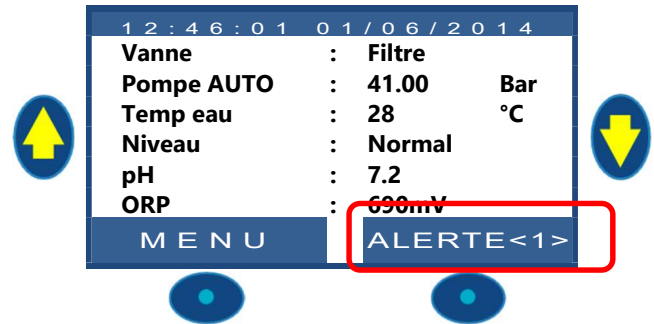 12:46:01 01/06/2014
Vanne : Filtre
Pompe AUTO : 41.00 Bar
Temp eau : 28 °C
Niveau : Normal
pH : 7.2
ORP : 690mV
MENU ALERTE<1>